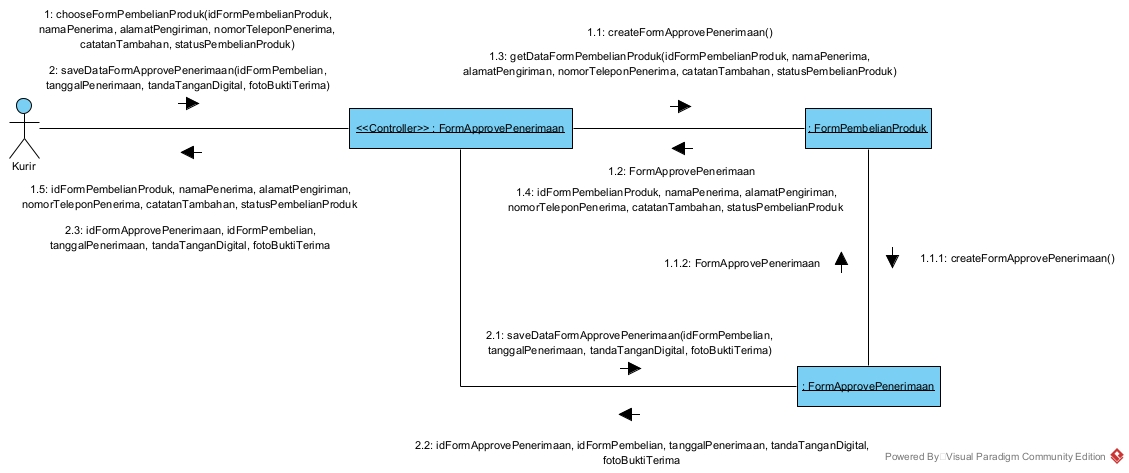 1: chooseFormPembelianProduk(idFormPembelianProduk,
namaPenerima, alamatPengiriman, nomorTeleponPenerima,
catatanTambahan, statusPembelianProduk)
2: saveDataFormApprovePenerimaan(idFormPembelian,
tanggalPenerimaan, tandaTanganDigital, fotoBuktiTerima)
1.1: createFormApprovePenerimaan()
1.3: getDataFormPembelianProduk(idFormPembelianProduk, namaPenerima,
alamatPengiriman, nomorTeleponPenerima, catatanTambahan, statusPembelianProduk)
Kurir
<<Controller>> : FormApprovePenerimaan
: FormPembelianProduk
1.5: idFormPembelianProduk, namaPenerima, alamatPengiriman,
nomorTeleponPenerima, catatanTambahan, statusPembelianProduk
2.3: idFormApprovePenerimaan, idFormPembelian,
tanggalPenerimaan, tandaTanganDigital, fotoBuktiTerima
1.2: FormApprovePenerimaan
1.4: idFormPembelianProduk, namaPenerima, alamatPengiriman,
nomorTeleponPenerima, catatanTambahan, statusPembelianProduk
1.1.2: FormApprovePenerimaan
1.1.1: createFormApprovePenerimaan()
2.1: saveDataFormApprovePenerimaan(idFormPembelian,
tanggalPenerimaan, tandaTanganDigital, fotoBuktiTerima)
: FormApprovePenerimaan
2.2: idFormApprovePenerimaan, idFormPembelian, tanggalPenerimaan, tandaTanganDigital,
fotoBuktiTerima
Powered By Visual Paradigm Community Edition